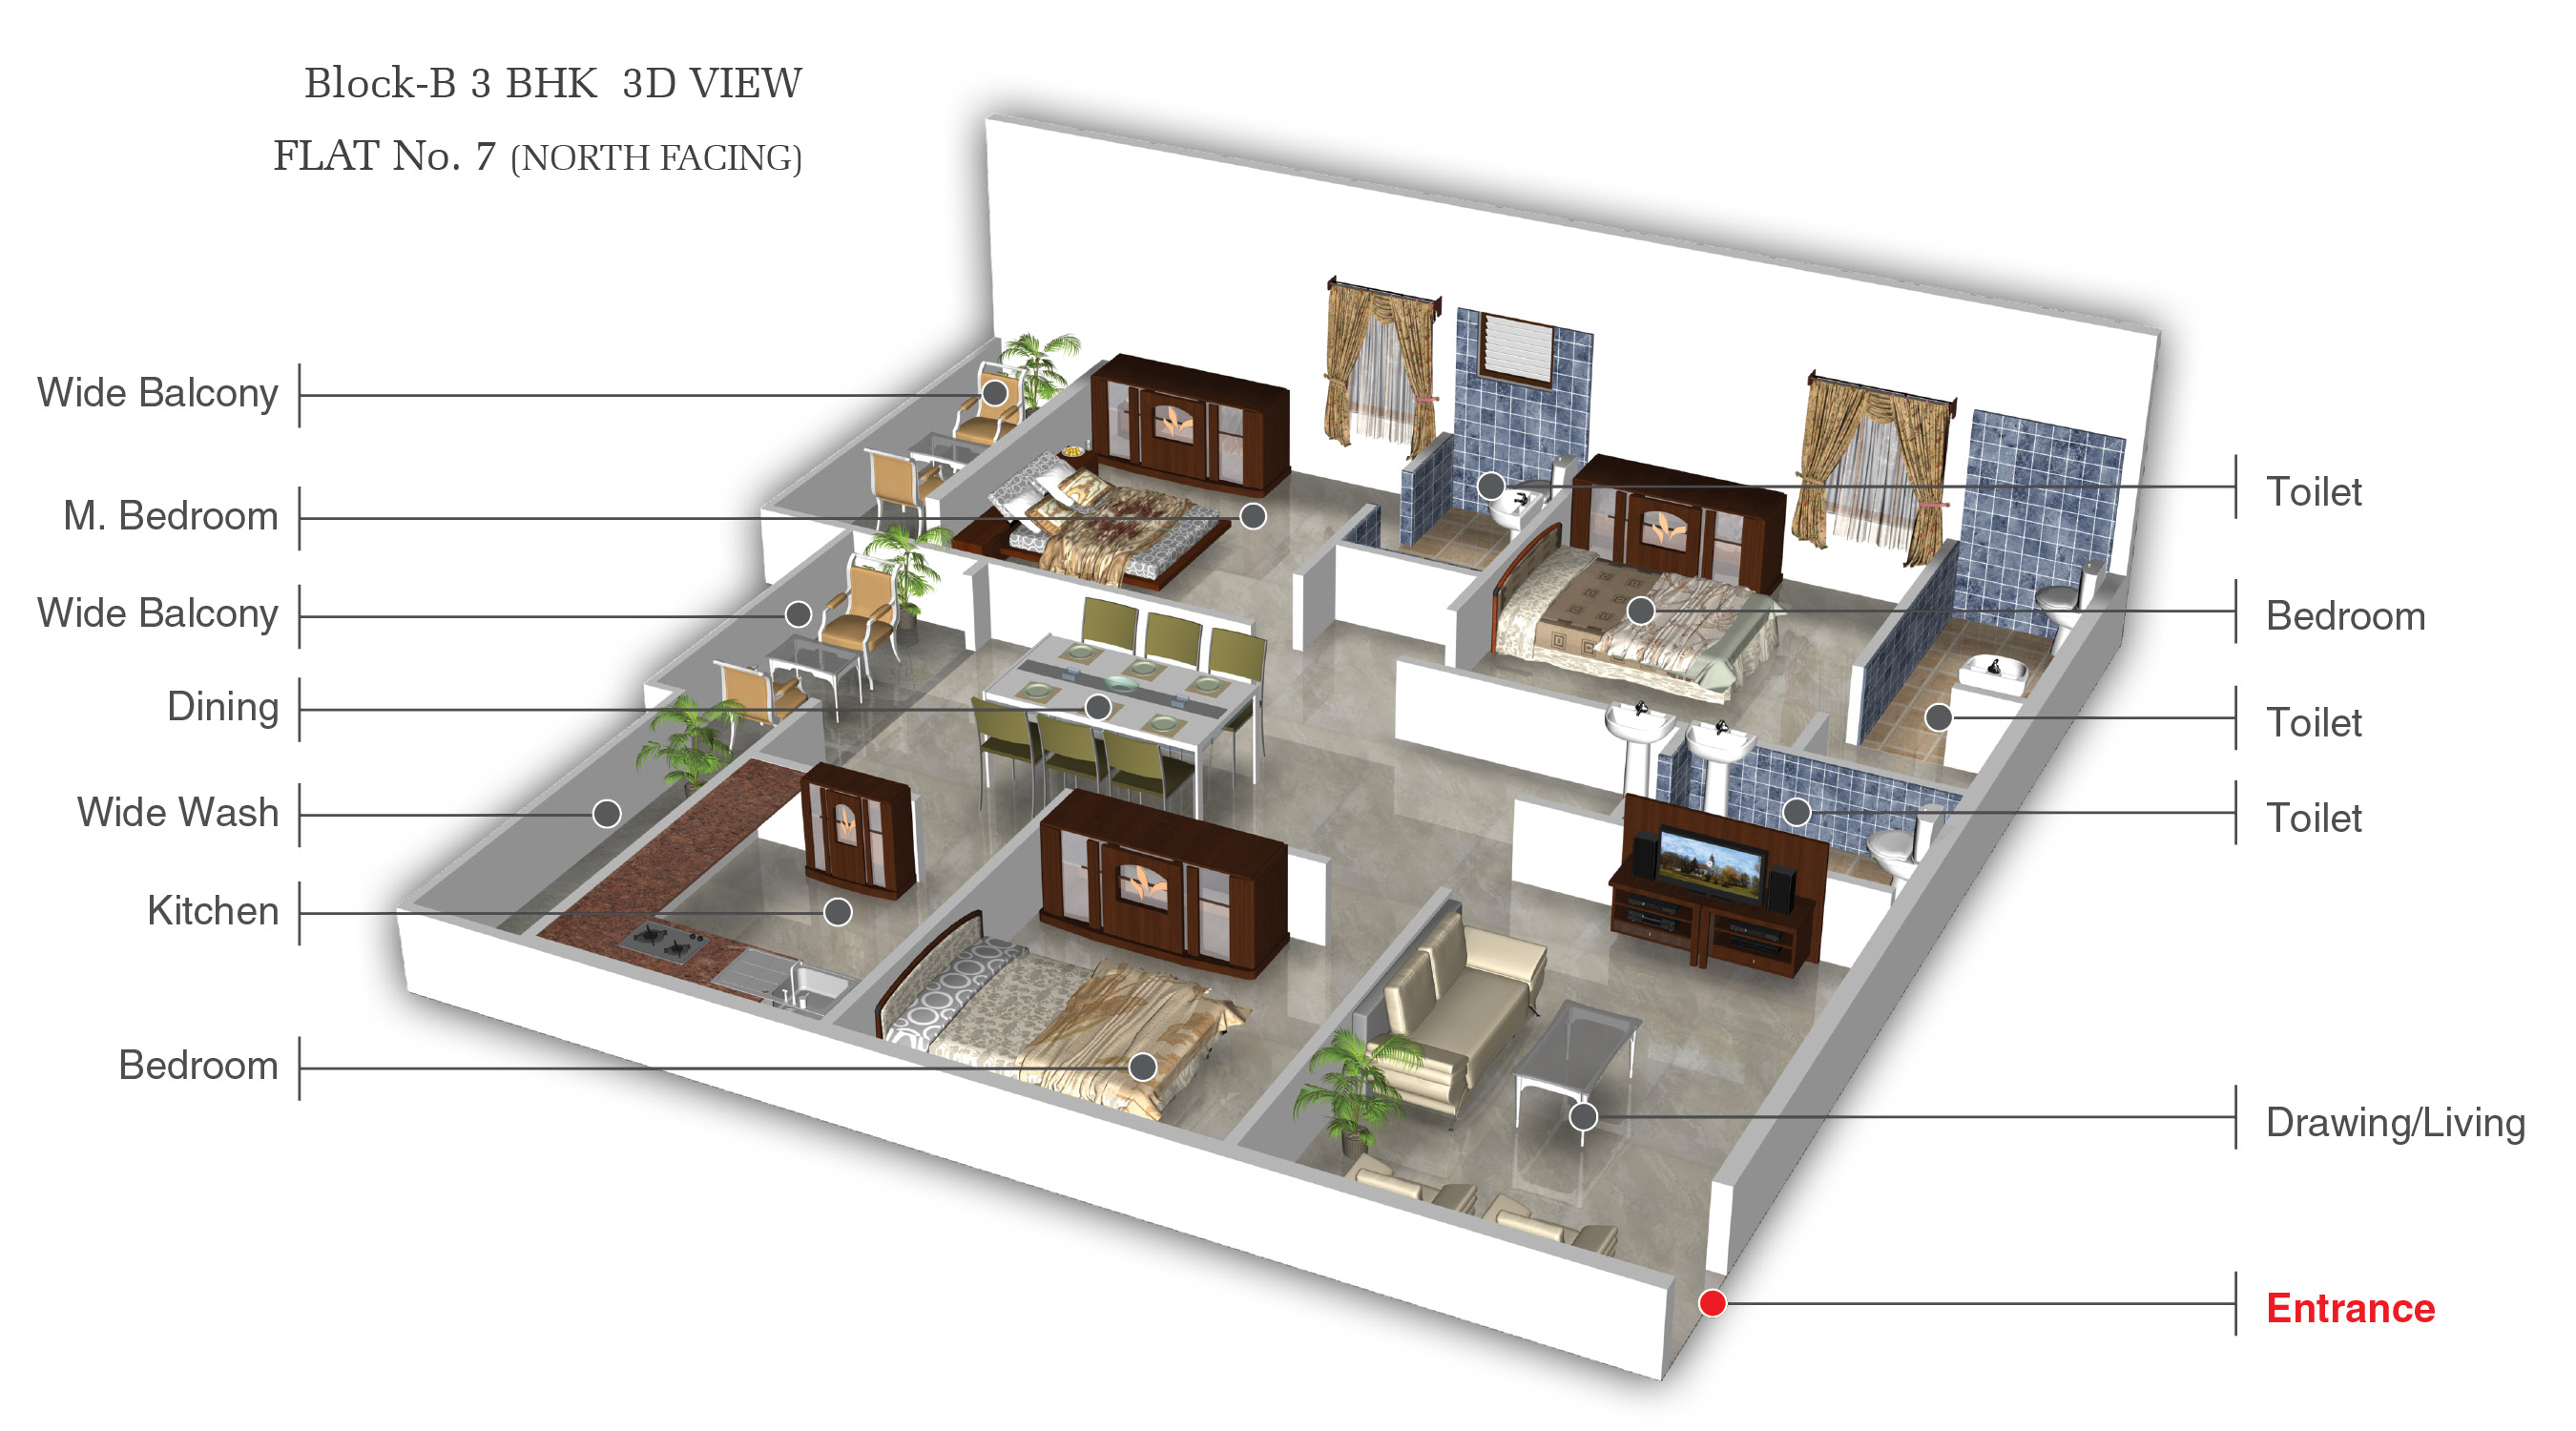 Block-B 3 BHK 3D VIEW
FLAT No. 7 (NORTH FACING)
Wide Balcony
M. Bedroom
Wide Balcony
Dining
Wide Wash
Kitchen
Bedroom
Toilet
Bedroom
Toilet
Toilet
Drawing/Living
Entrance